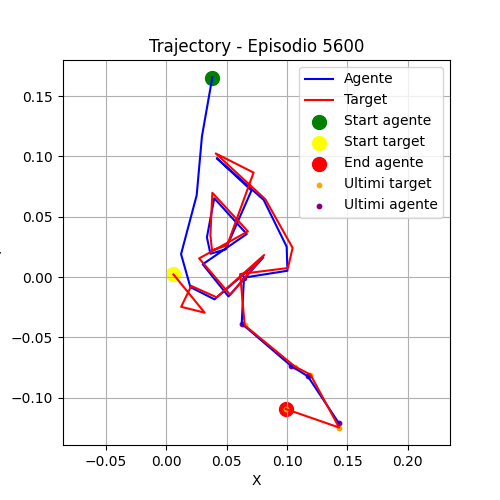 Trajectory - Episodio 5600
Agente
Target
Start agente
Start target
End agente
Ultimi target
Ultimi agente
0.15
0.10
0.05
0.00
−0.05
−0.10
−0.05
0.00
0.05
0.10
0.15
0.20
X